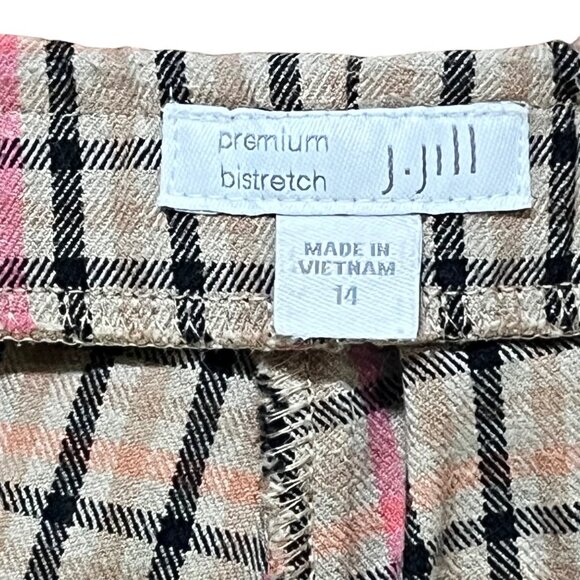 premium
bistretch
J.Jill
MADE IN
VIETNAM
14